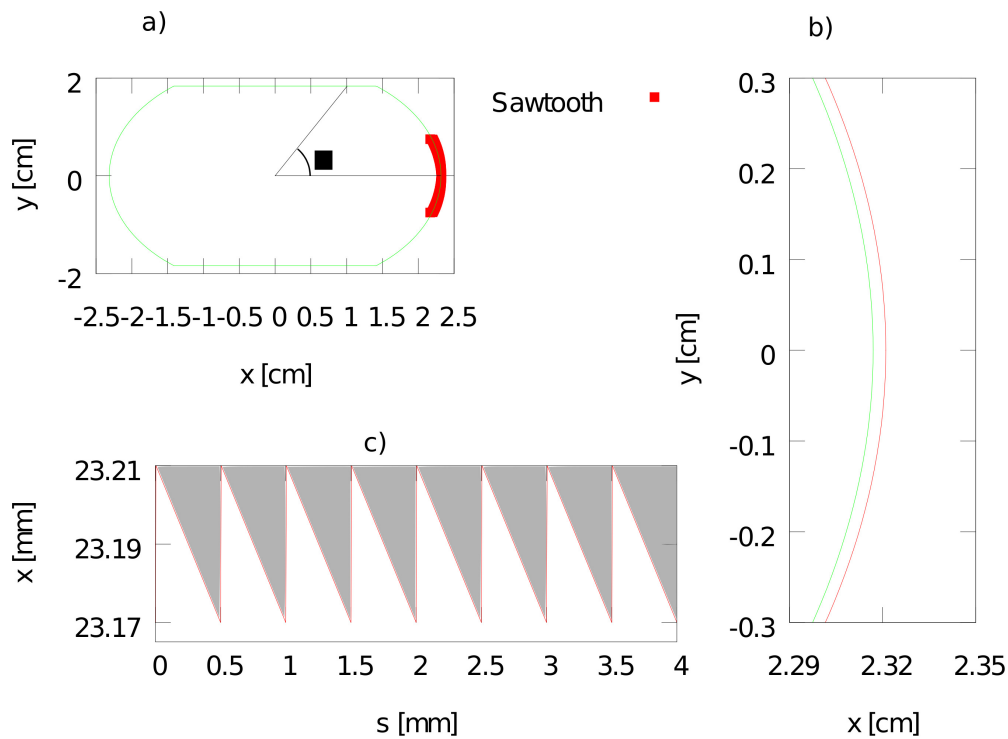 a)
2
0
-2
y [cm]
-2.5 -2 -1.5 -1 -0.5 0 0.5 1 1.5 2 2.5
x [cm]
Sawtooth
b)
0.3
0.2
0.1
0
-0.1
-0.2
-0.3
y [cm]
2.29 2.32 2.35
x [cm]
c)
23.21
23.19
23.17
x [mm]
0 0.5 1 1.5 2 2.5 3 3.5 4
s [mm]